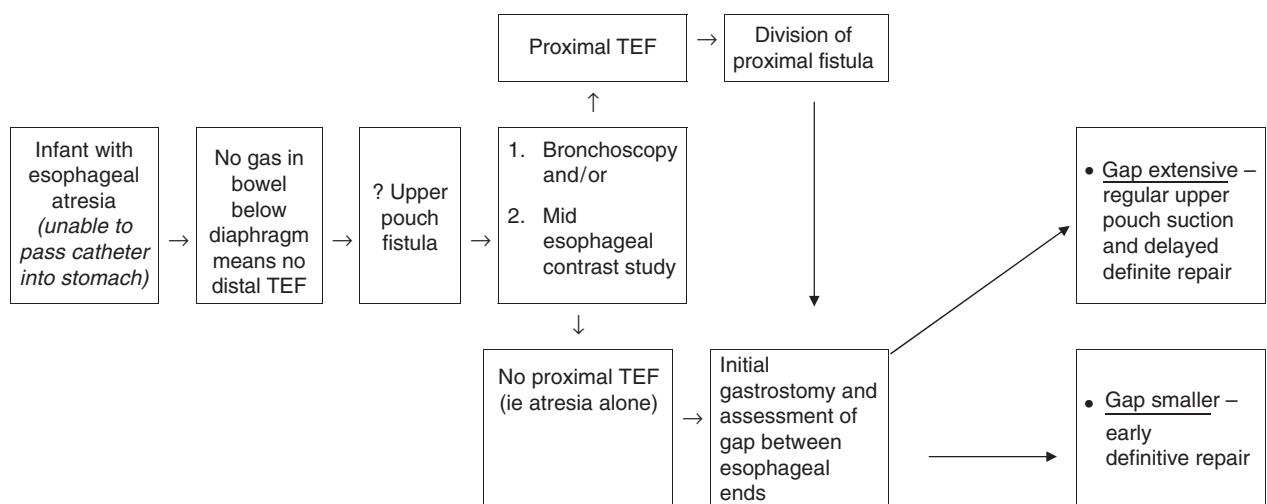 Proximal TEF
→
Division of
proximal fistula
↑
Infant with
esophageal
atresia
(unable to
pass catheter
into stomach)
→
No gas in
bowel
below
diaphragm
means no
distal TEF
→
? Upper
pouch
fistula
→
1. Bronchoscopy
and/or
2. Mid
esophageal
contrast study
↓
No proximal TEF
(ie atresia alone)
→
Initial
gastrostomy and
assessment of
gap between
esophageal
ends
• Gap extensive –
regular upper
pouch suction
and delayed
definite repair
• Gap smaller –
early
definitive repair